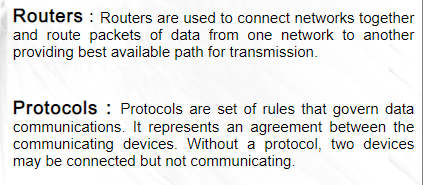 Routers : Routers are used to connect networks together
and route packets of data from one network to another
providing best available path for transmission.
Protocols : Protocols are set of rules that govern data
communications. It represents an agreement between the
communicating devices. Without a protocol, two devices
may be connected but not communicating.